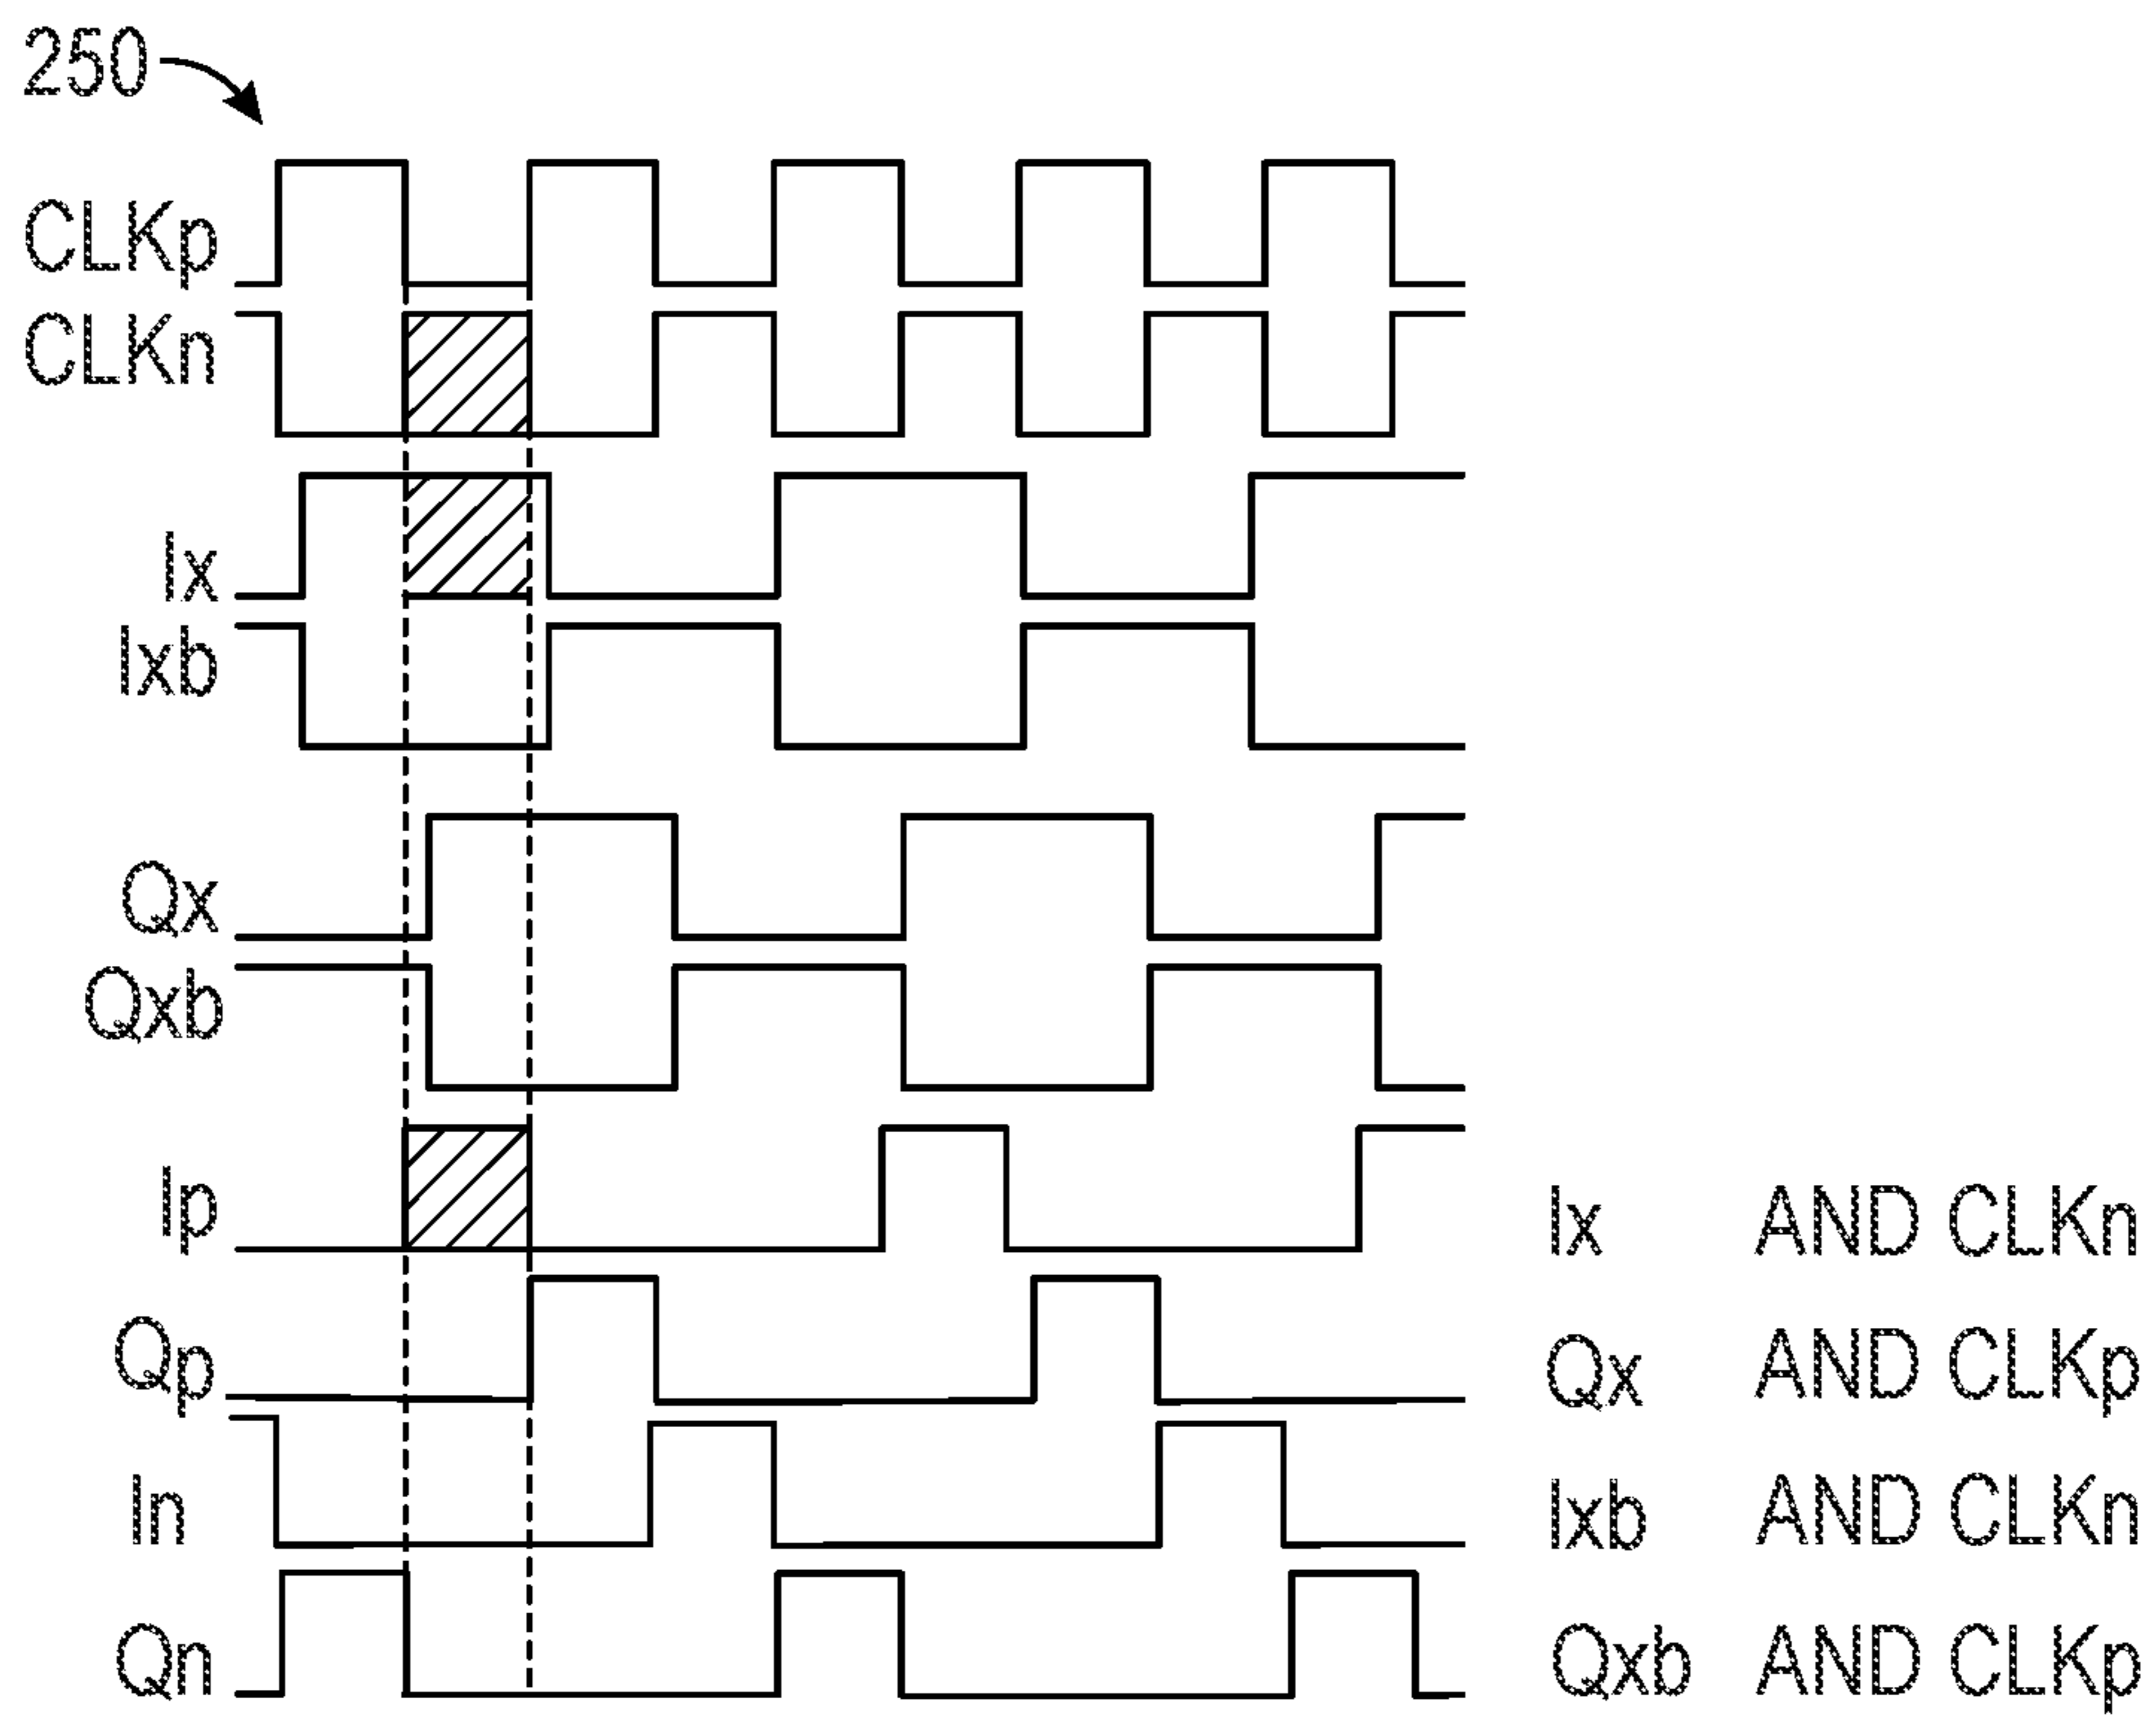 250
CLKp
CLKn
Ix
Ixb
Qx
Qxb
Ip Ix AND CLKn
Qp Qx AND CLKp
In Ixb AND CLKn
Qn Qxb AND CLKp